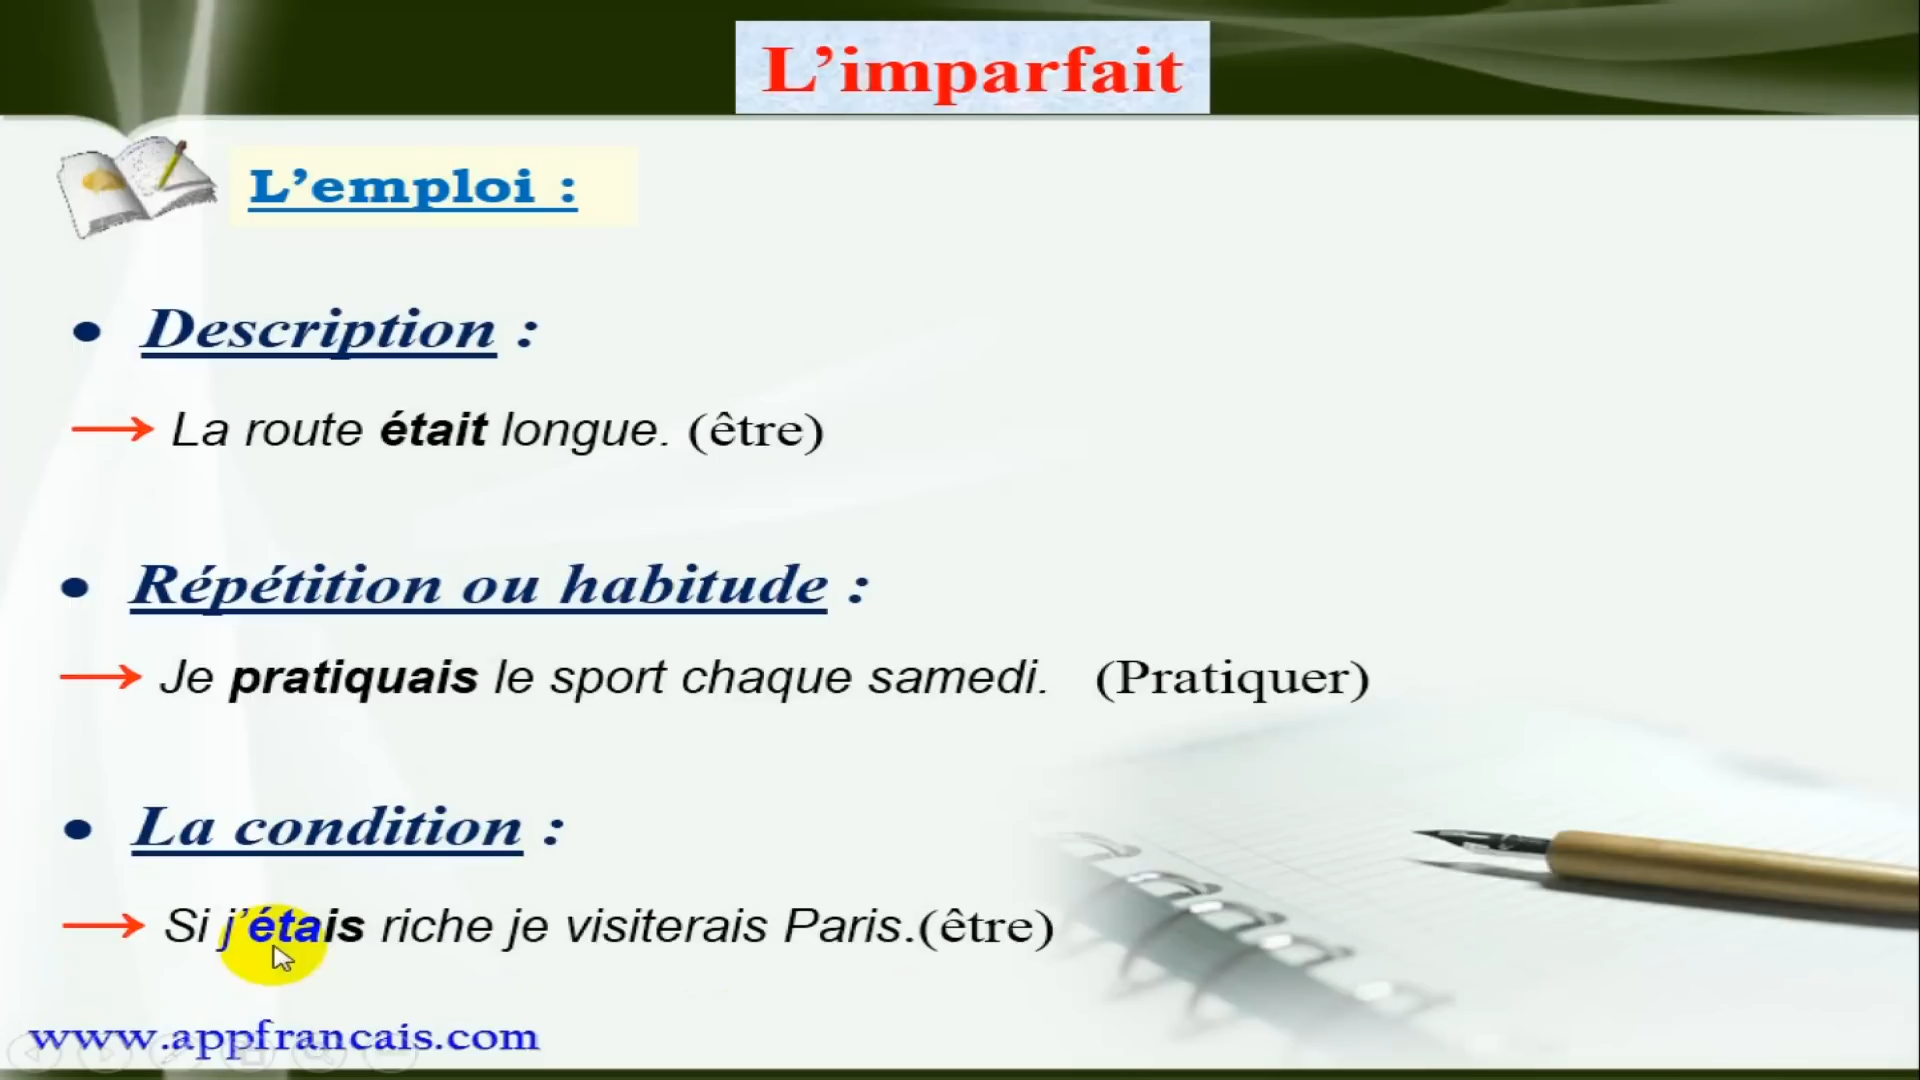 L’imparfait
L’emploi :
• Description :
→ La route était longue. (être)
• Répétition ou habitude :
→ Je pratiquais le sport chaque samedi. (Pratiquer)
• La condition :
→ Si j’étais riche je visiterais Paris.(être)
www.appfrancais.com